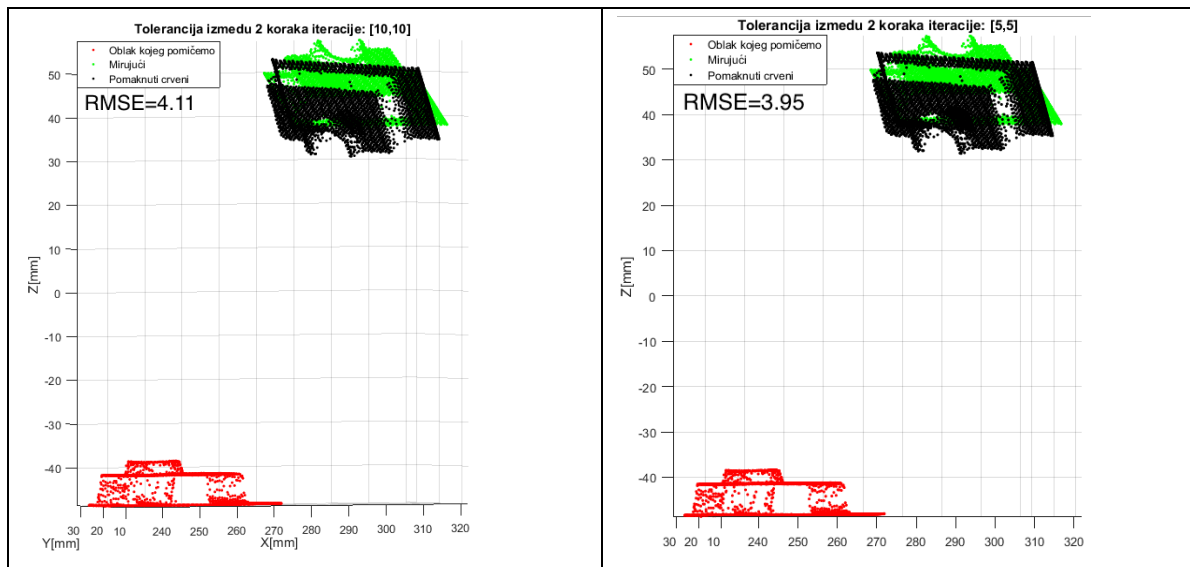 Tolerancija izmedu 2 koraka iteracije: [10,10]
Oblak kojeg pomičemo
Mirujući
Pomaknuti crveni
RMSE=4.11
50
40
30
20
10
0
-10
-20
-30
-40
Z[mm]
30 20 10 240 250 260 270 280 290 300 310 320
Y[mm] X[mm]
Tolerancija izmedu 2 koraka iteracije: [5,5]
Oblak kojeg pomičemo
Mirujući
Pomaknuti crveni
RMSE=3.95
50
40
30
20
10
0
-10
-20
-30
-40
Z[mm]
30 20 10 240 250 260 270 280 290 300 310 320